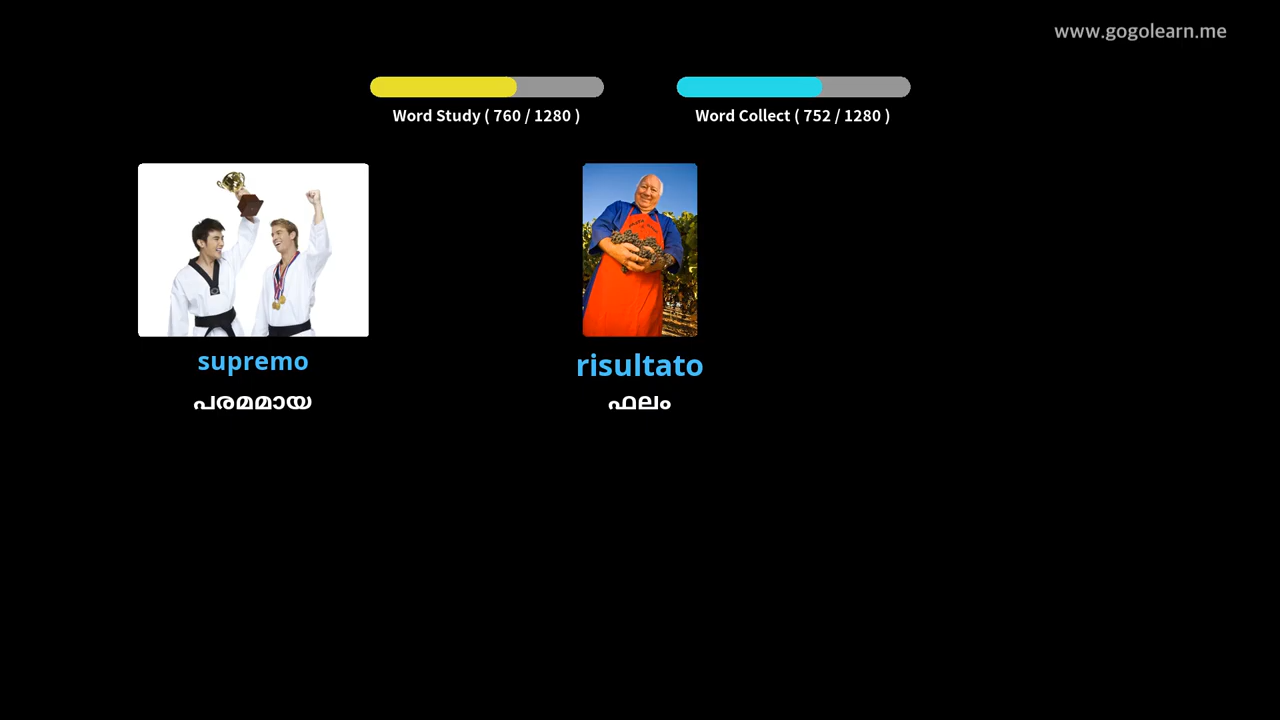 www.gogolearn.me
Word Study ( 760 / 1280 )
Word Collect ( 752 / 1280 )
supremo
risultato
പരമമായ
ഫലം